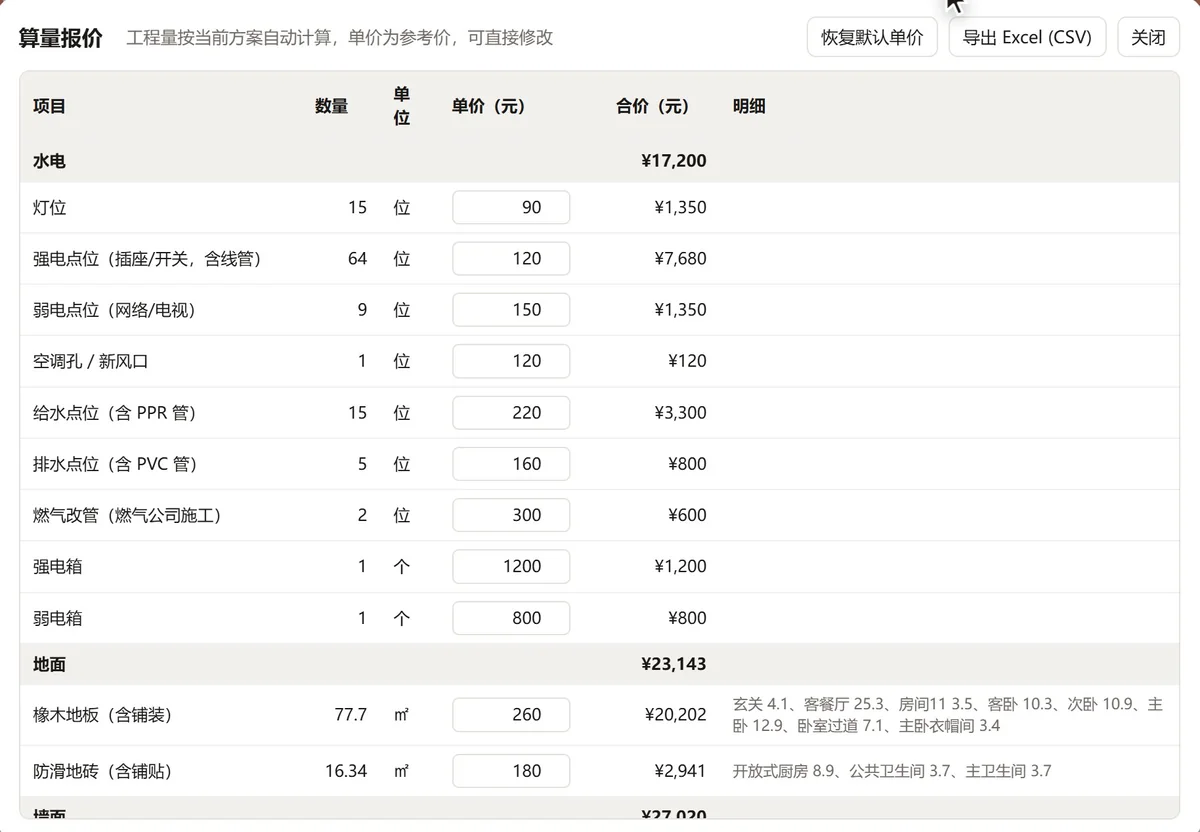 算量报价 工程量按当前方案自动计算，单价为参考价，可直接修改 恢复默认单价 导出 Excel (CSV) 关闭
项目 数量 单位 单价（元） 合价（元） 明细
水电 ¥17,200
灯位 15 位 90 ¥1,350
强电点位（插座/开关，含线管） 64 位 120 ¥7,680
弱电点位（网络/电视） 9 位 150 ¥1,350
空调孔 / 新风口 1 位 120 ¥120
给水点位（含 PPR 管） 15 位 220 ¥3,300
排水点位（含 PVC 管） 5 位 160 ¥800
燃气改管（燃气公司施工） 2 位 300 ¥600
强电箱 1 个 1200 ¥1,200
弱电箱 1 个 800 ¥800
地面 ¥23,143
橡木地板（含铺装） 77.7 ㎡ 260 ¥20,202 玄关 4.1、客餐厅 25.3、房间11 3.5、客卧 10.3、次卧 10.9、主
卧 12.9、卧室过道 7.1、主卧衣帽间 3.4
防滑地砖（含铺贴） 16.34 ㎡ 180 ¥2,941 开放式厨房 8.9、公共卫生间 3.7、主卫生间 3.7
墙面 ¥27,020